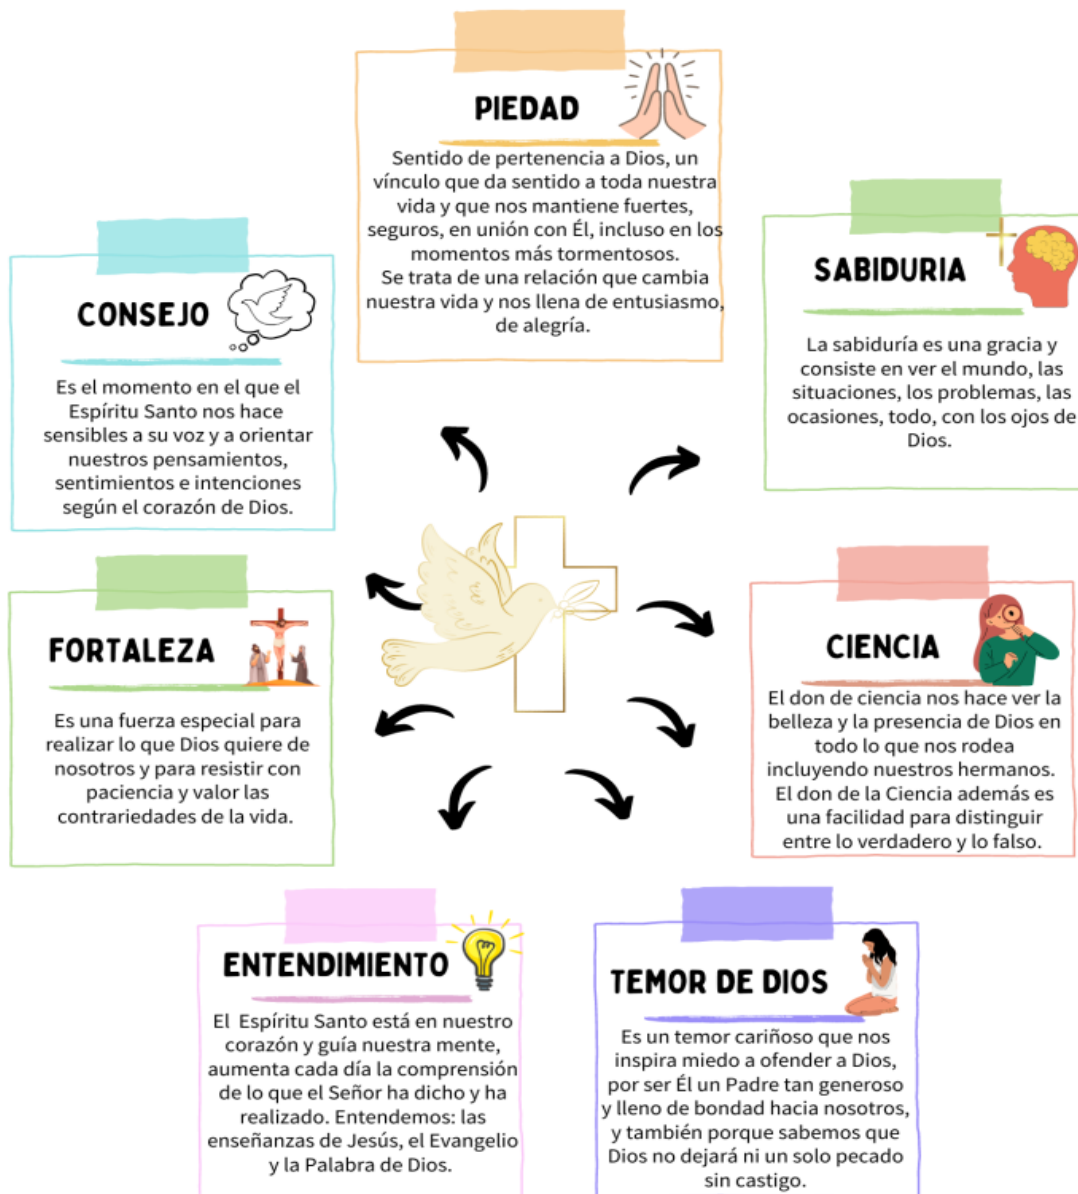 PIEDAD
Sentido de pertenencia a Dios, un
vínculo que da sentido a toda nuestra
vida y que nos mantiene fuertes,
seguros, en unión con Él, incluso en los
momentos más tormentosos.
Se trata de una relación que cambia
nuestra vida y nos llena de entusiasmo,
de alegría.
SABIDURIA
La sabiduría es una gracia y
consiste en ver el mundo, las
situaciones, los problemas, las
ocasiones, todo, con los ojos de
Dios.
CONSEJO
Es el momento en el que el
Espíritu Santo nos hace
sensibles a su voz y a orientar
nuestros pensamientos,
sentimientos e intenciones
según el corazón de Dios.
FORTALEZA
Es una fuerza especial para
realizar lo que Dios quiere de
nosotros y para resistir con
paciencia y valor las
contrariedades de la vida.
CIENCIA
El don de ciencia nos hace ver la
belleza y la presencia de Dios en
todo lo que nos rodea
incluyendo nuestros hermanos.
El don de la Ciencia además es
una facilidad para distinguir
entre lo verdadero y lo falso.
ENTENDIMIENTO
El Espíritu Santo está en nuestro
corazón y guía nuestra mente,
aumenta cada día la comprensión
de lo que el Señor ha dicho y ha
realizado. Entendemos: las
enseñanzas de Jesús, el Evangelio
y la Palabra de Dios.
TEMOR DE DIOS
Es un temor cariñoso que nos
inspira miedo a ofender a Dios,
por ser Él un Padre tan generoso
y lleno de bondad hacia nosotros,
y también porque sabemos que
Dios no dejará ni un solo pecado
sin castigo.